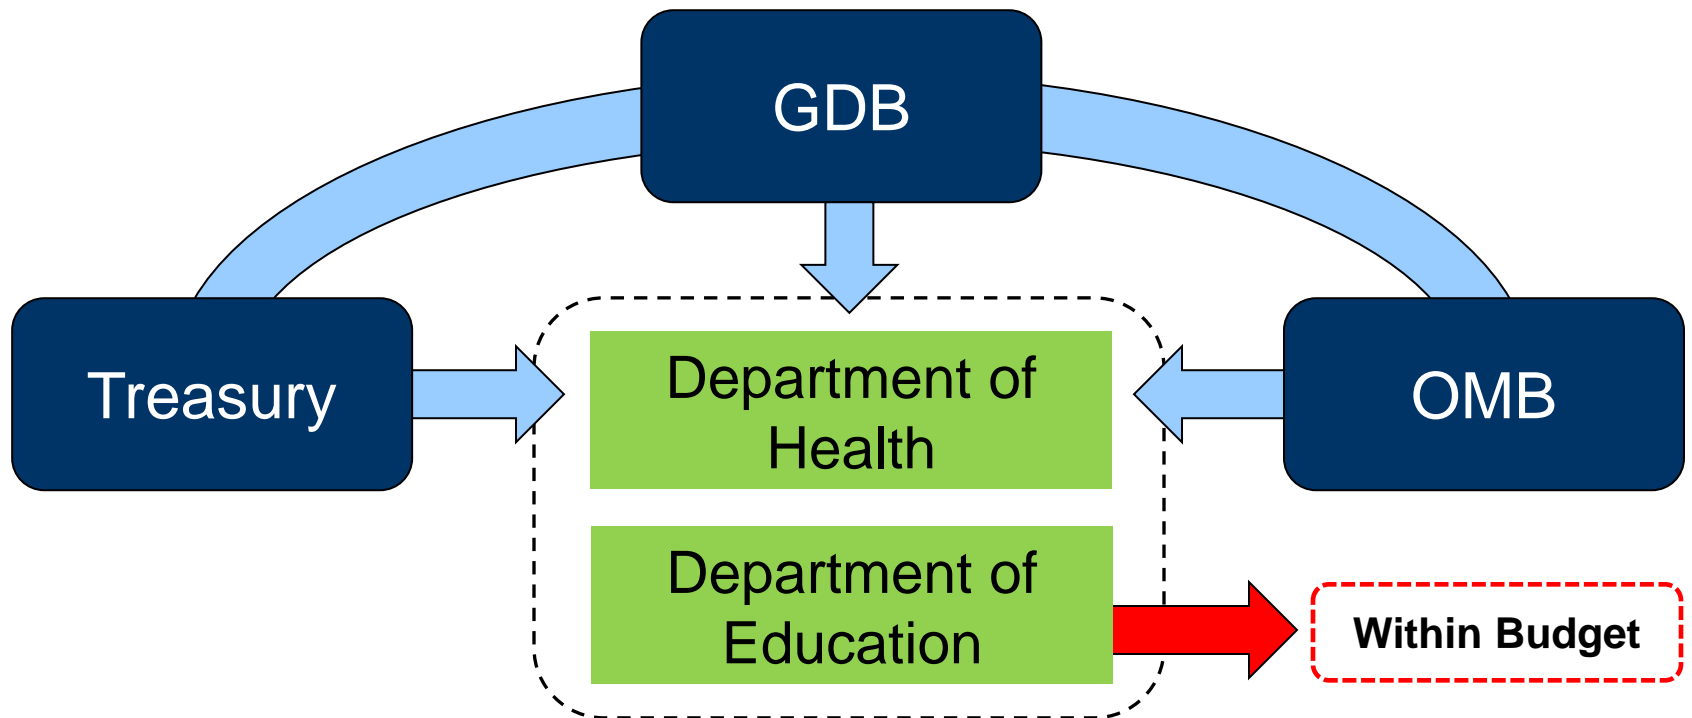 GDB
Treasury
Department of
Health
OMB
Department of
Education
Within Budget